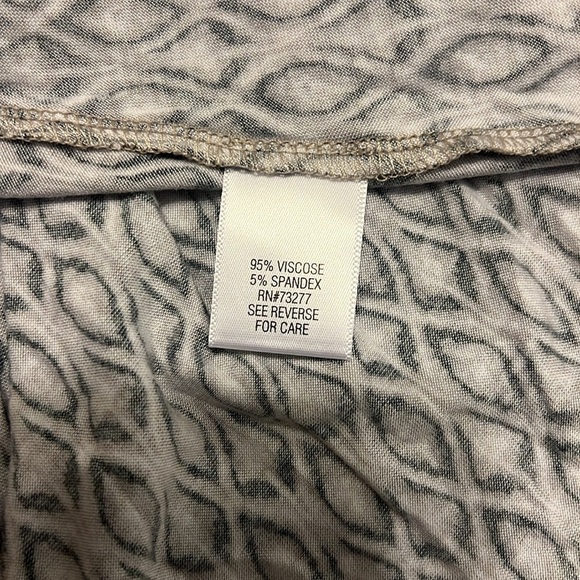 95% VISCOSE
5% SPANDEX
RN#73277
SEE REVERSE
FOR CARE